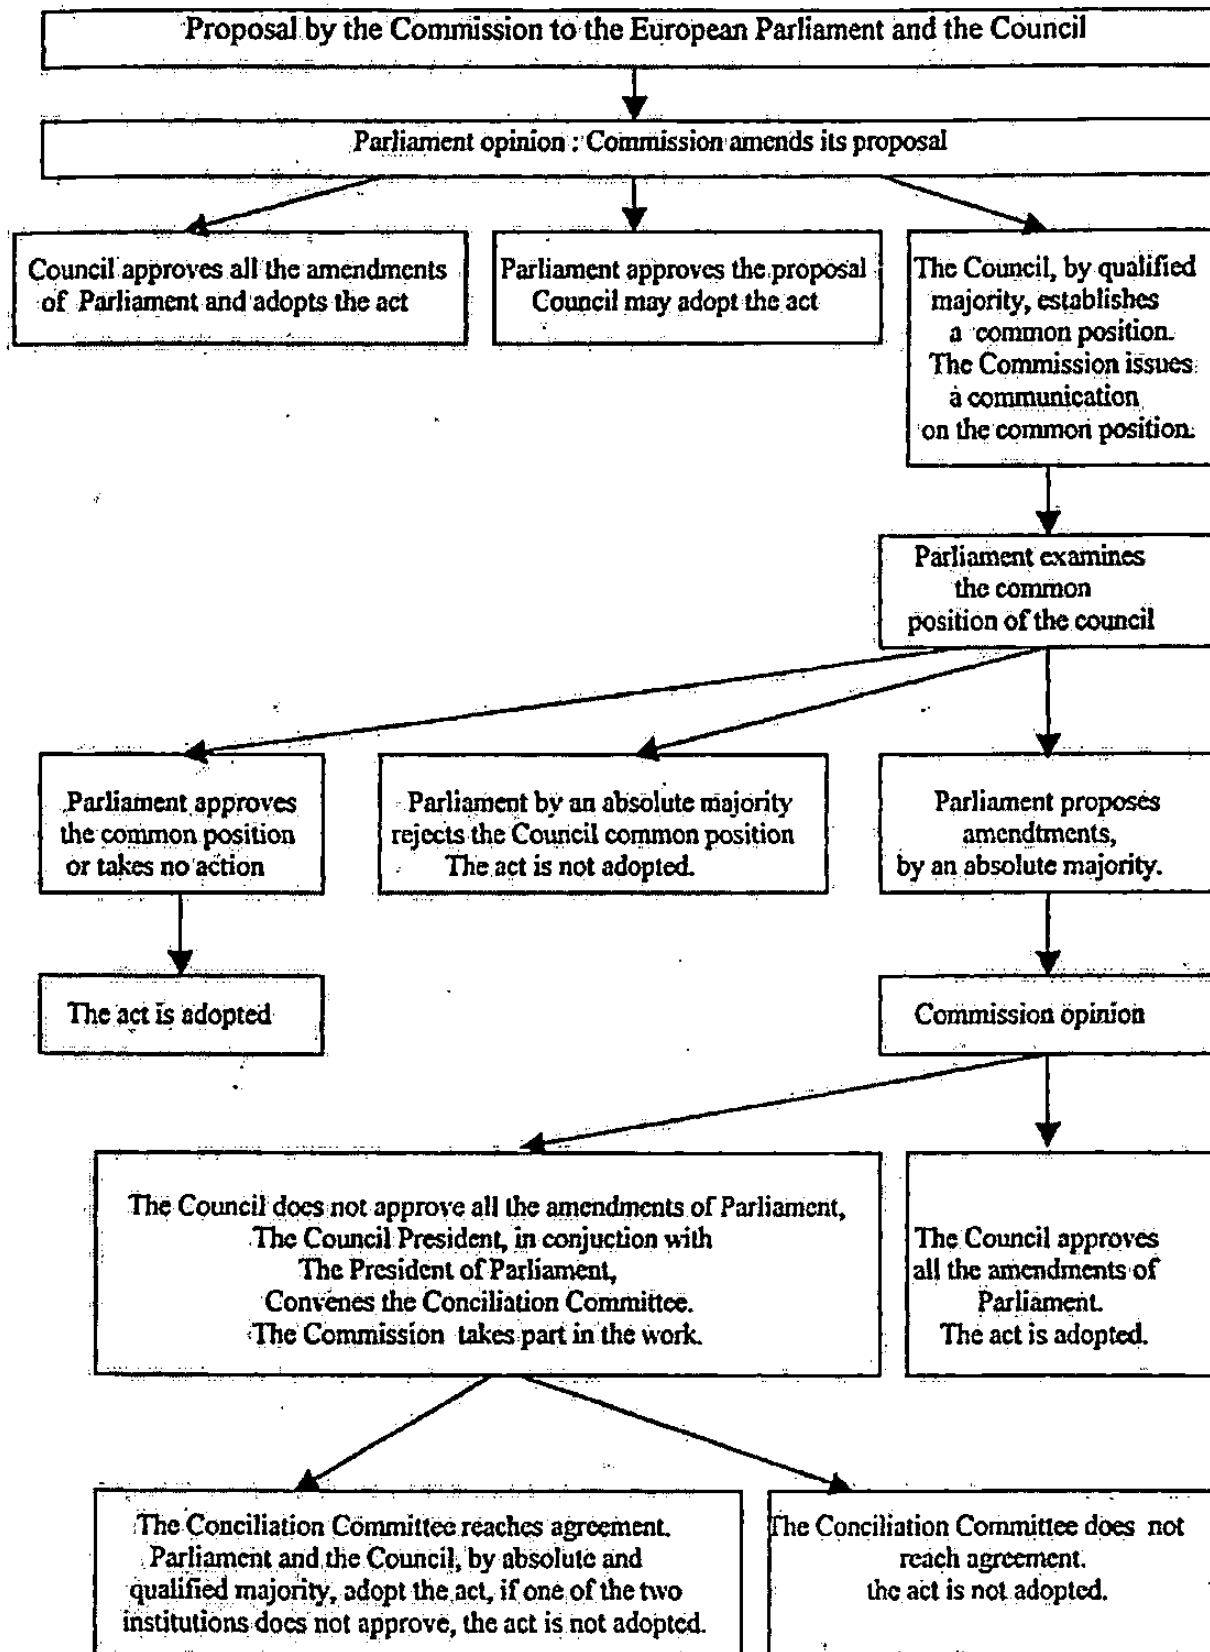 Proposal by the Commission to the European Parliament and the Council
Parliament opinion : Commission amends its proposal
Council approves all the amendments
of Parliament and adopts the act
Parliament approves the proposal
Council may adopt the act
The Council, by qualified
majority, establishes
a common position.
The Commission issues
a communication
on the common position.
Parliament examines
the common
position of the council
Parliament approves
the common position
or takes no action
Parliament by an absolute majority
rejects the Council common position
The act is not adopted.
Parliament proposes
amendtments,
by an absolute majority.
The act is adopted
Commission opinion
The Council does not approve all the amendments of Parliament,
The Council President, in conjuction with
The President of Parliament,
Convenes the Conciliation Committee.
The Commission takes part in the work.
The Council approves
all the amendments of
Parliament.
The act is adopted.
The Conciliation Committee reaches agreement.
Parliament and the Council, by absolute and
qualified majority, adopt the act, if one of the two
institutions does not approve, the act is not adopted.
The Conciliation Committee does not
reach agreement.
the act is not adopted.